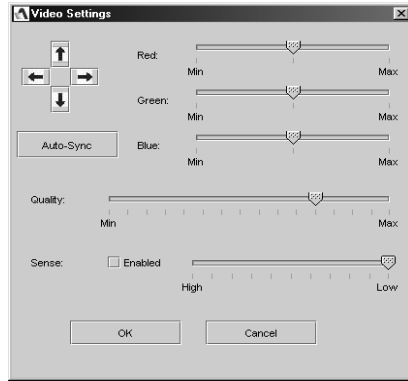 Video Settings
Red:
Min Max
Green:
Min Max
Auto-Sync
Blue:
Min Max
Quality:
Min Max
Sense:
Enabled
High Low
OK Cancel